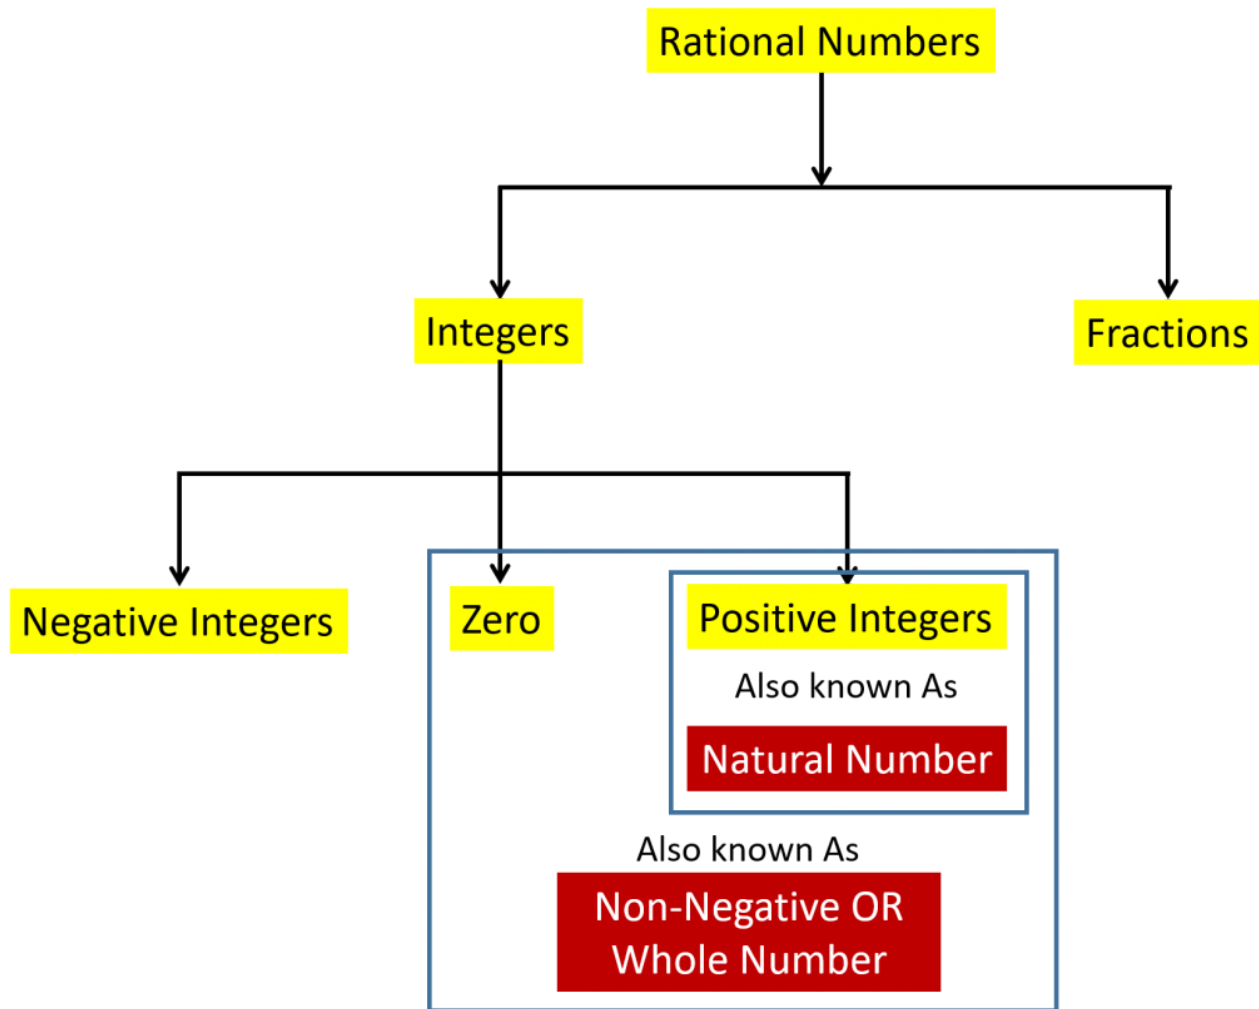 Rational Numbers
Integers
Fractions
Negative Integers
Zero
Positive Integers
Also known As
Natural Number
Also known As
Non-Negative OR
Whole Number